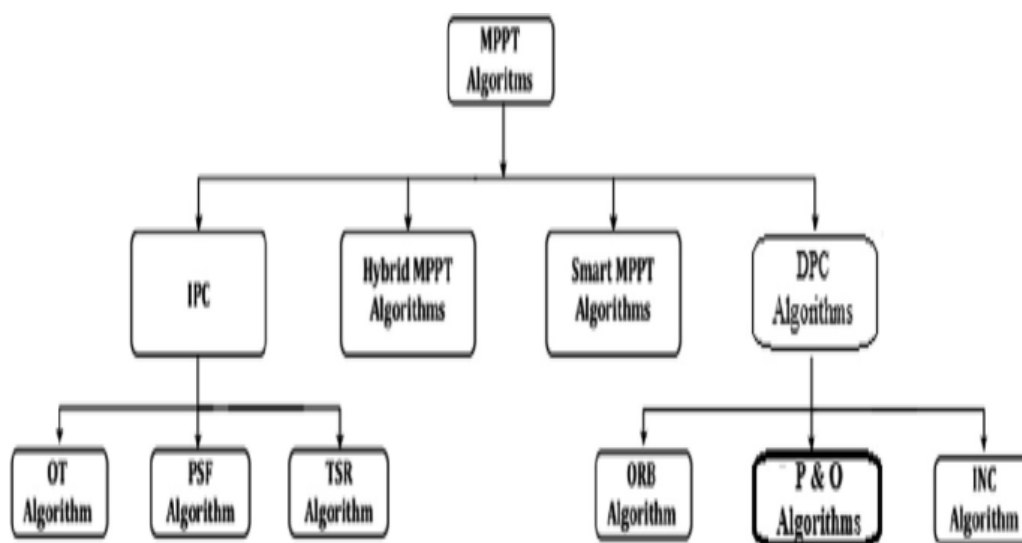 MPPT
Algoritms
IPC
Hybrid MPPT
Algorithms
Smart MPPT
Algorithms
DPC
Algorithms
OT
Algorithm
PSF
Algorithm
TSR
Algorithm
ORB
Algorithm
P & O
Algorithms
INC
Algorithm